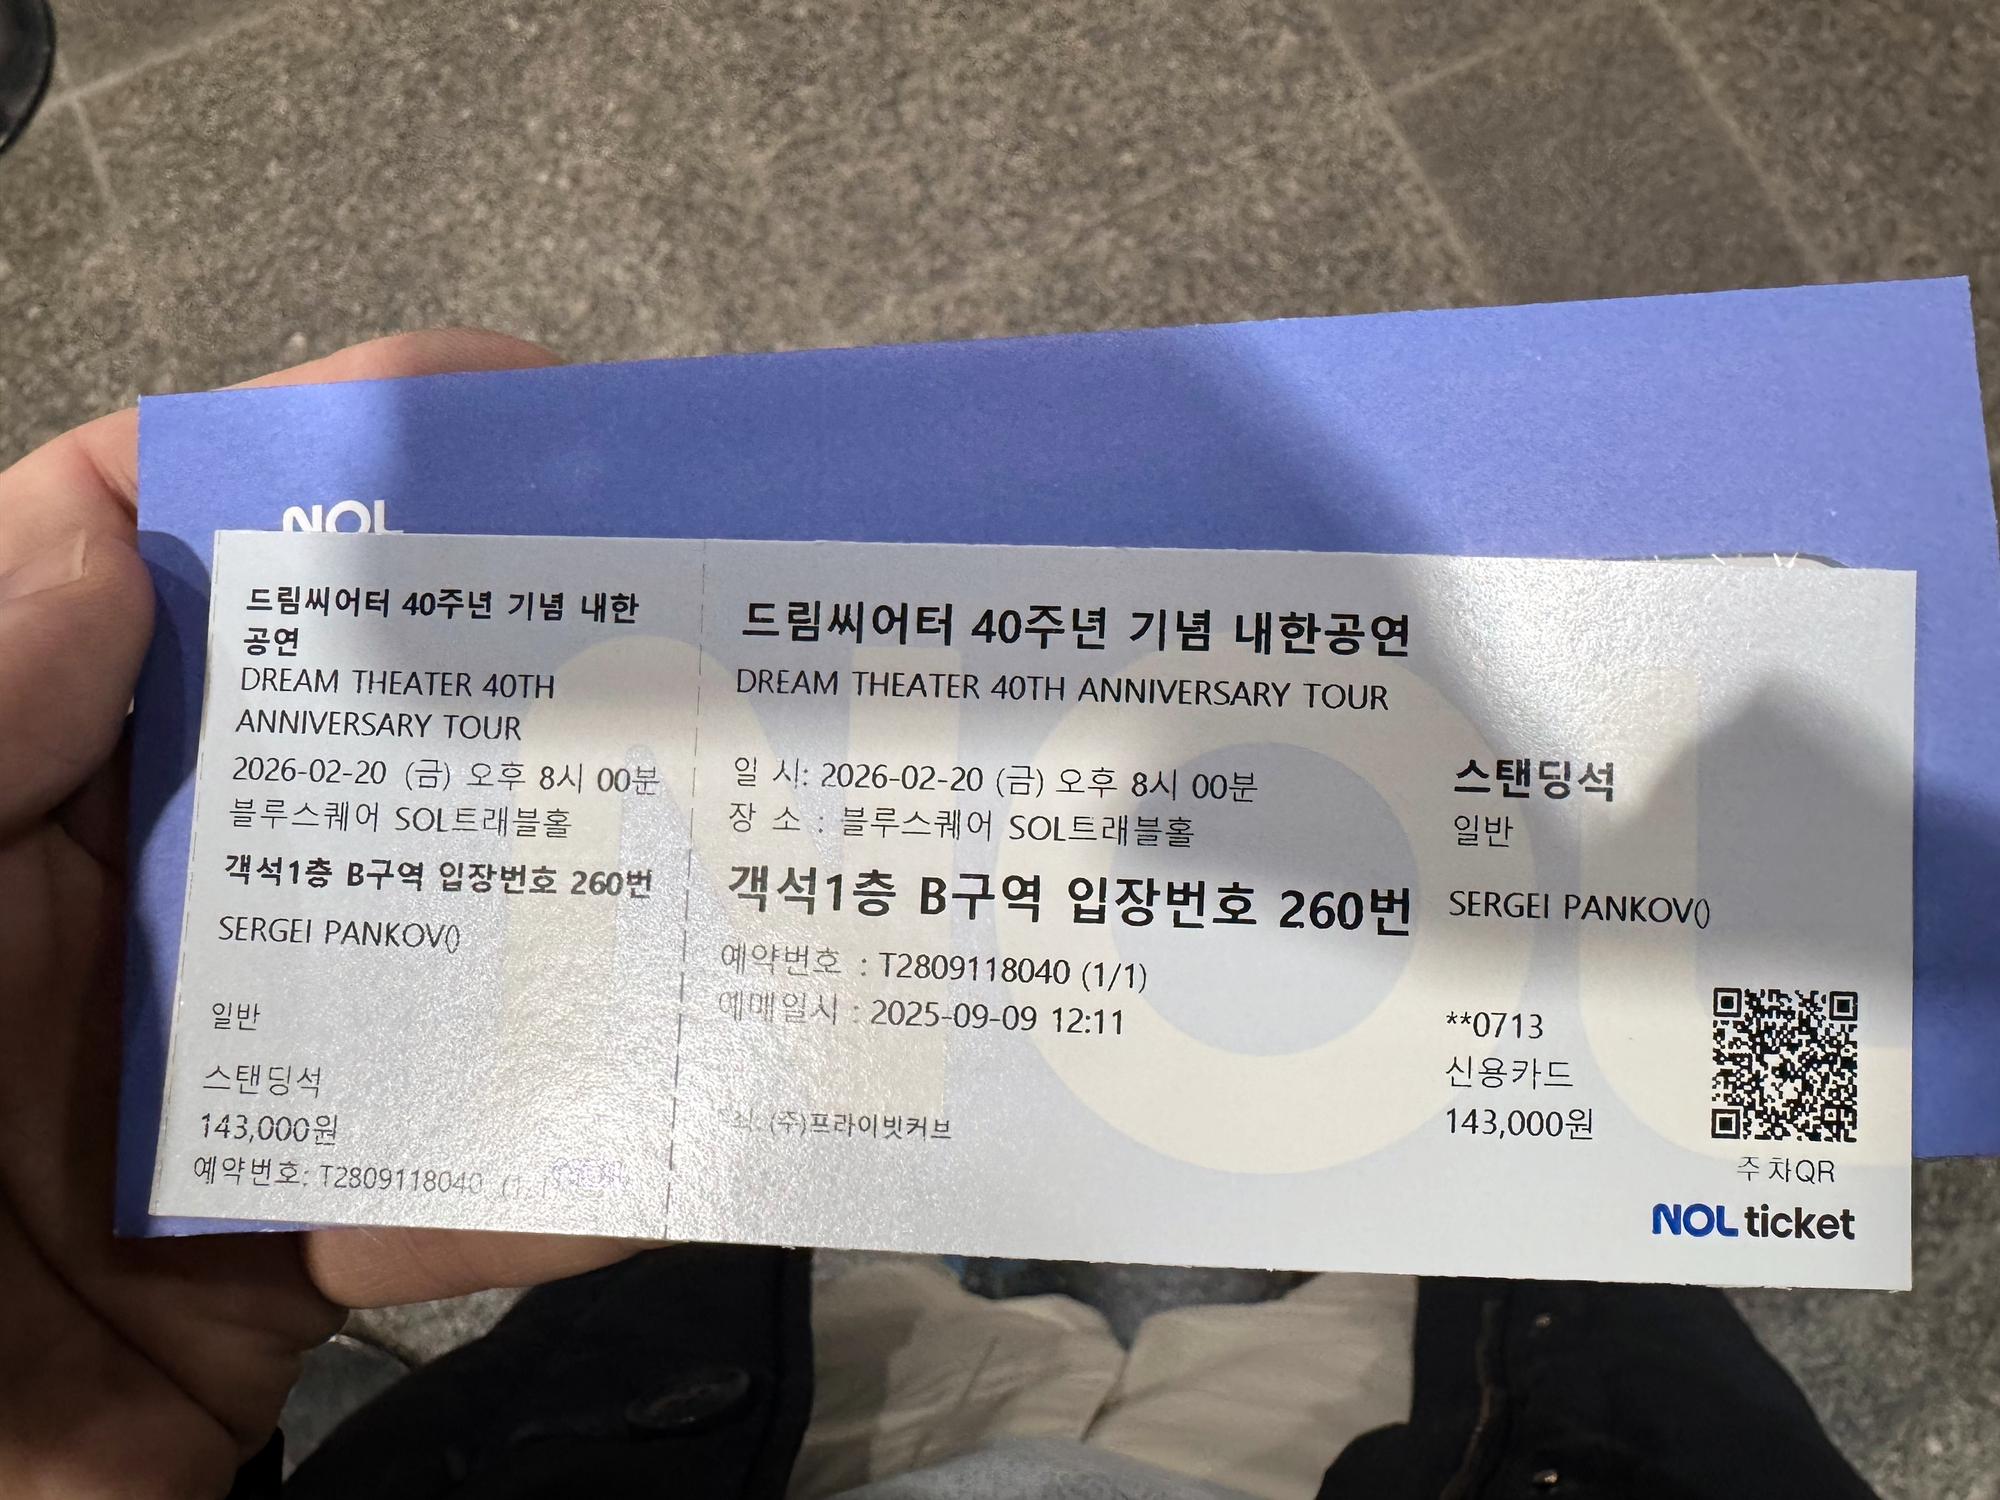 NOL
드림씨어터 40주년 기념 내한
공연
DREAM THEATER 40TH
ANNIVERSARY TOUR
2026-02-20 (금) 오후 8시 00분
블루스퀘어 SOL트래블홀
객석1층 B구역 입장번호 260번
SERGEI PANKOV()
일반
스탠딩석
143,000원
예약번호: T2809118040
드림씨어터 40주년 기념 내한공연
DREAM THEATER 40TH ANNIVERSARY TOUR
일 시: 2026-02-20 (금) 오후 8시 00분
장 소 : 블루스퀘어 SOL트래블홀
객석1층 B구역 입장번호 260번
예약번호 : T2809118040 (1/1)
예매일시 : 2025-09-09 12:11
(주)프라이빗커브
스탠딩석
일반
SERGEI PANKOV()
**0713
신용카드
143,000원
주차QR
NOL ticket
NOL